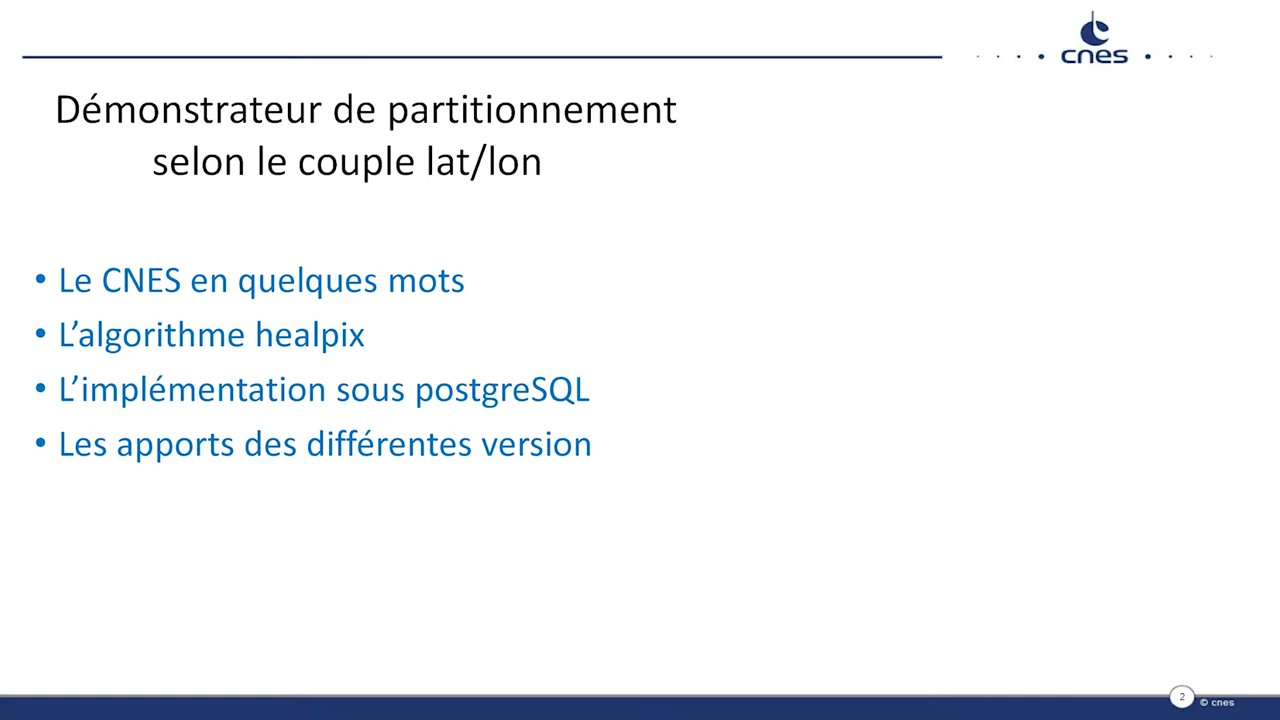 cnes
Démonstrateur de partitionnement
selon le couple lat/lon
• Le CNES en quelques mots
• L’algorithme healpix
• L’implémentation sous postgreSQL
• Les apports des différentes version
2
© cnes